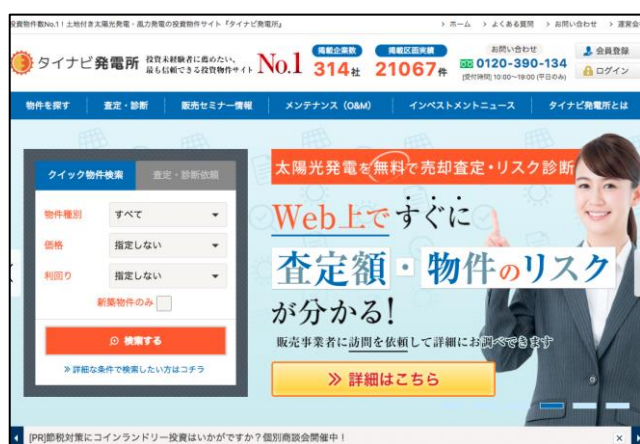 投資物件数No.1！土地付き太陽光発電・風力発電の投資物件サイト『タイナビ発電所』
> ホーム > よくある質問 > お問い合わせ > 運営会
タイナビ発電所
投資未経験者に薦めたい、
最も信頼できる投資物件サイト
No.1
掲載企業数
314社
掲載区画実績
21067件
お問い合わせ
0120-390-134
[受付時間] 10:00~19:00 (平日のみ)
会員登録
ログイン
物件を探す 査定・診断 販売セミナー情報 メンテナンス（O&M） インベストメントニュース タイナビ発電所とは
クイック物件検索 査定・診断依頼
物件種別 すべて
価格 指定しない
利回り 指定しない
新築物件のみ
検索する
≫ 詳細な条件で検索したい方はコチラ
太陽光発電を無料で売却査定・リスク診断
Web上ですぐに
査定額・物件のリスク
が分かる!
販売事業者に訪問を依頼して詳細にお調べできます
≫ 詳細はこちら
[PR]節税対策にコインランドリー投資はいかがですか？個別商談会開催中！